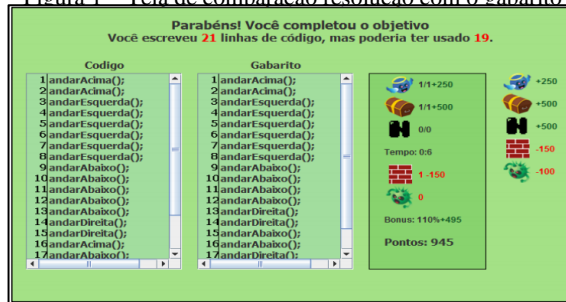 Figura 1 – Tela de comparação resolução com o gabarito
Parabéns! Você completou o objetivo
Você escreveu 21 linhas de código, mas poderia ter usado 19.
Codigo
1 andarAcima();
2 andarAcima();
3 andarEsquerda();
4 andarEsquerda();
5 andarEsquerda();
6 andarEsquerda();
7 andarEsquerda();
8 andarEsquerda();
9 andarAbaixo();
10 andarAbaixo();
11 andarAbaixo();
12 andarAbaixo();
13 andarAbaixo();
14 andarDireita();
15 andarDireita();
16 andarAcima();
17 andarAbaixo();
Gabarito
1 andarAcima();
2 andarAcima();
3 andarEsquerda();
4 andarEsquerda();
5 andarEsquerda();
6 andarEsquerda();
7 andarEsquerda();
8 andarEsquerda();
9 andarAbaixo();
10 andarAbaixo();
11 andarAbaixo();
12 andarAbaixo();
13 andarDireita();
14 andarDireita();
15 andarAbaixo();
16 andarAbaixo();
17 andarAbaixo();
1/1+250
1/1+500
0/0
Tempo: 0:6
1 -150
0
Bonus: 110%+495
Pontos: 945
+250
+500
+500
-150
-100